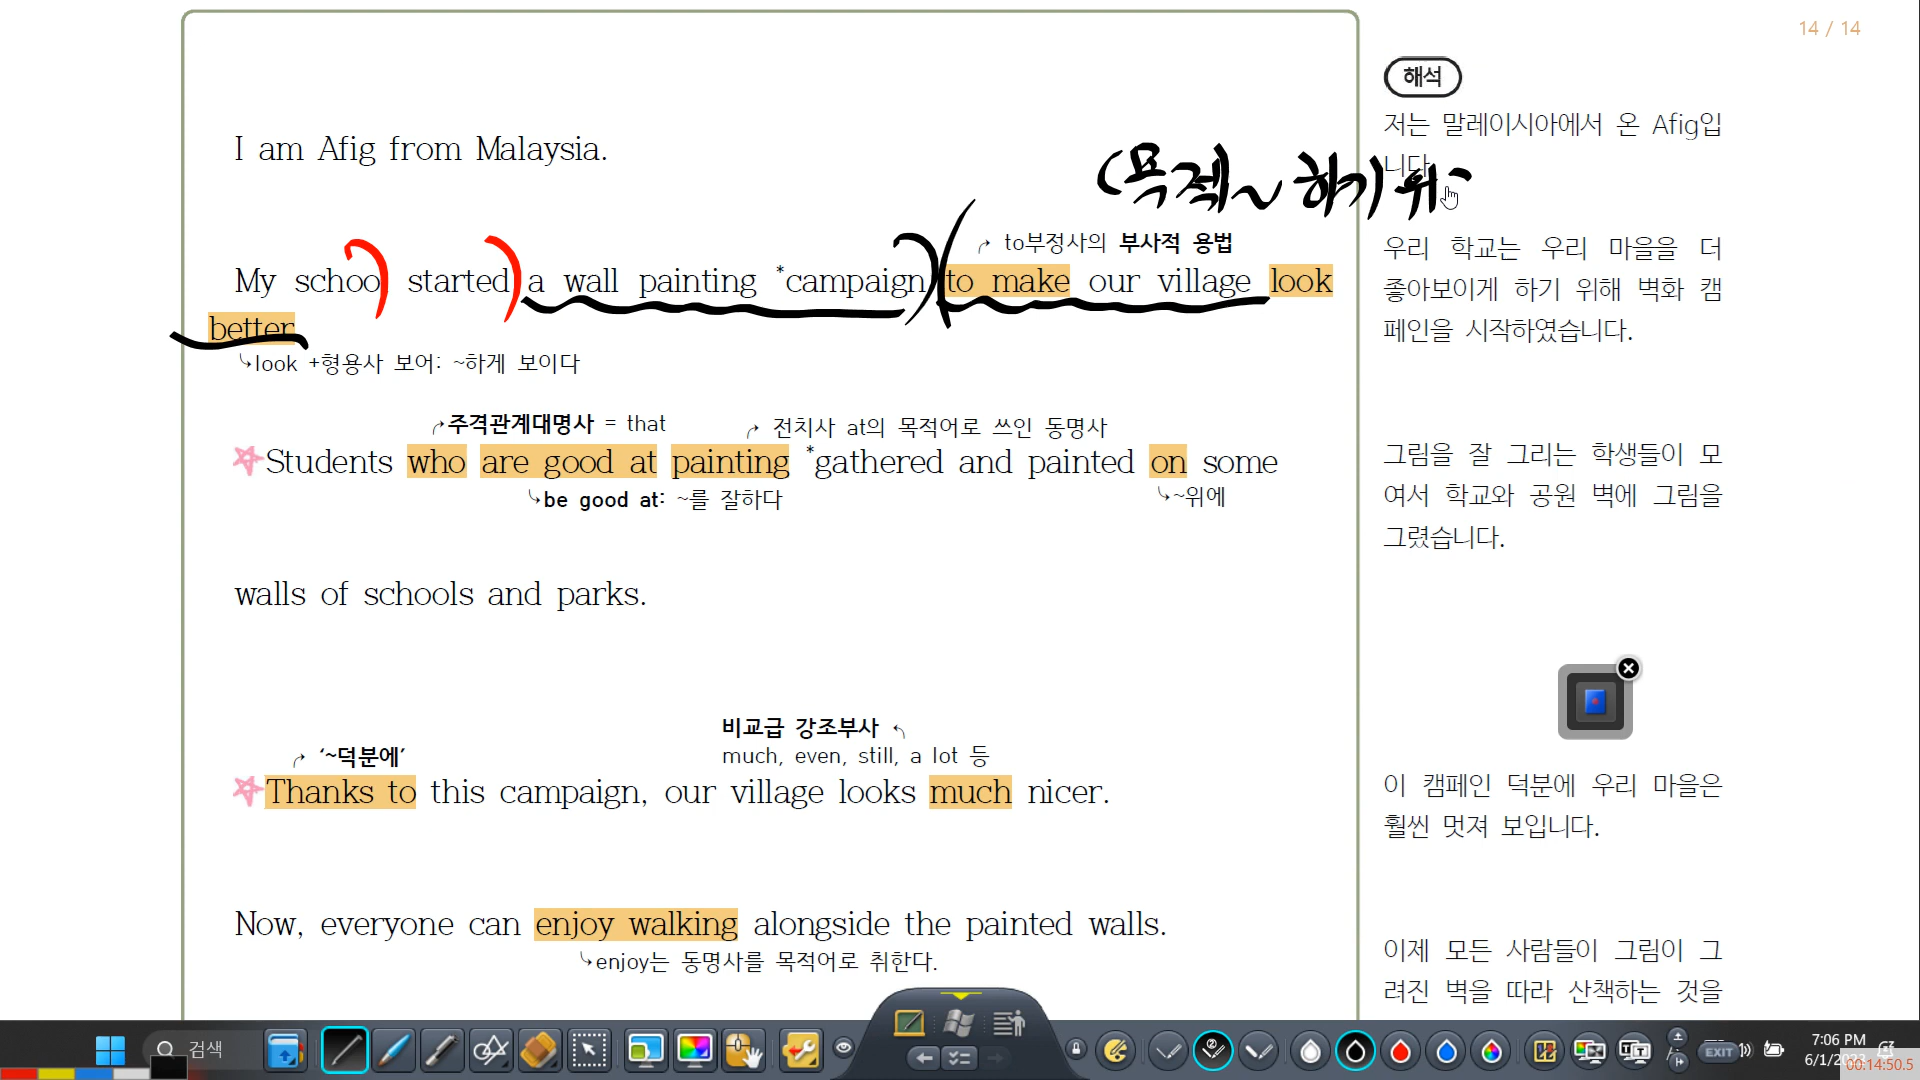 14 / 14
해석
저는 말레이시아에서 온 Afig입
니다.
I am Afig from Malaysia.
(목적~ 하기 위
to부정사의 부사적 용법
My school started a wall painting *campaign to make our village look
better
look +형용사 보어: ~하게 보이다
우리 학교는 우리 마을을 더
좋아보이게 하기 위해 벽화 캠
페인을 시작하였습니다.
주격관계대명사 = that
전치사 at의 목적어로 쓰인 동명사
Students who are good at painting *gathered and painted on some
be good at: ~를 잘하다
~위에
walls of schools and parks.
그림을 잘 그리는 학생들이 모
여서 학교와 공원 벽에 그림을
그렸습니다.
비교급 강조부사
'~덕분에'
much, even, still, a lot 등
Thanks to this campaign, our village looks much nicer.
이 캠페인 덕분에 우리 마을은
훨씬 멋져 보입니다.
Now, everyone can enjoy walking alongside the painted walls.
enjoy는 동명사를 목적어로 취한다.
이제 모든 사람들이 그림이 그
려진 벽을 따라 산책하는 것을
검색
EXIT
7:06 PM
00:14:50.5